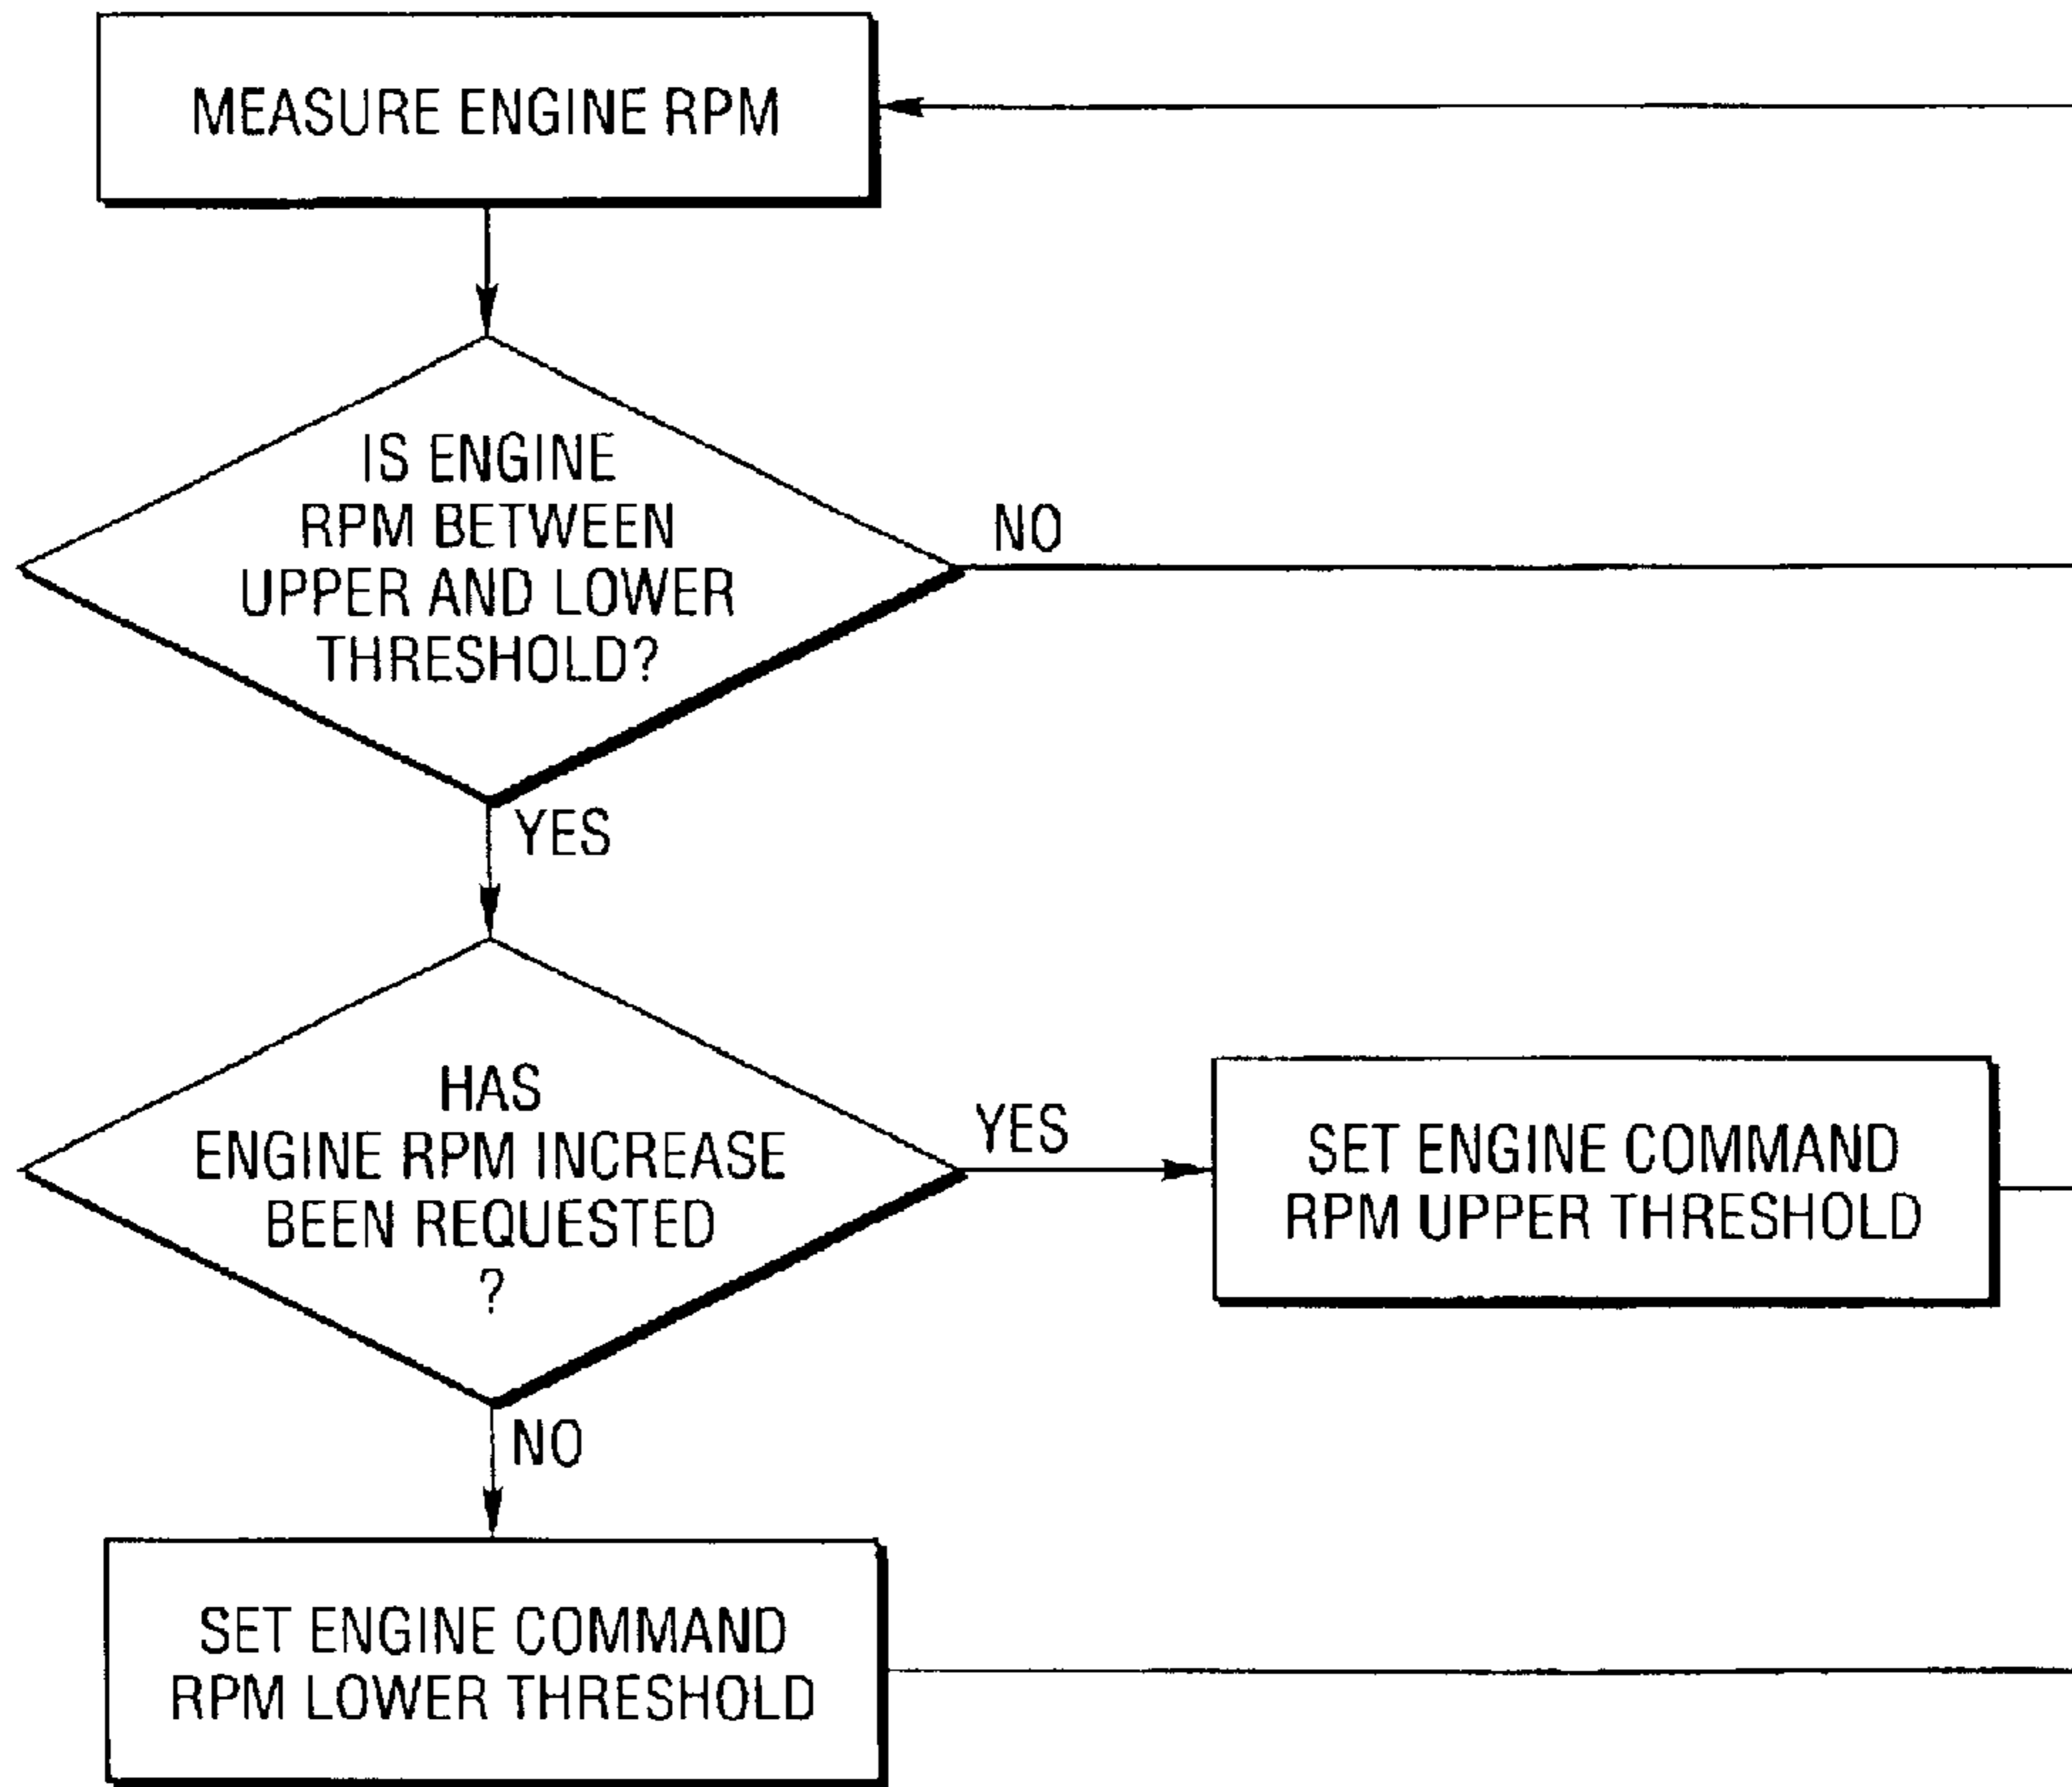 MEASURE ENGINE RPM
IS ENGINE
RPM BETWEEN
UPPER AND LOWER
THRESHOLD?
NO
YES
HAS
ENGINE RPM INCREASE
BEEN REQUESTED
?
YES
SET ENGINE COMMAND
RPM UPPER THRESHOLD
NO
SET ENGINE COMMAND
RPM LOWER THRESHOLD